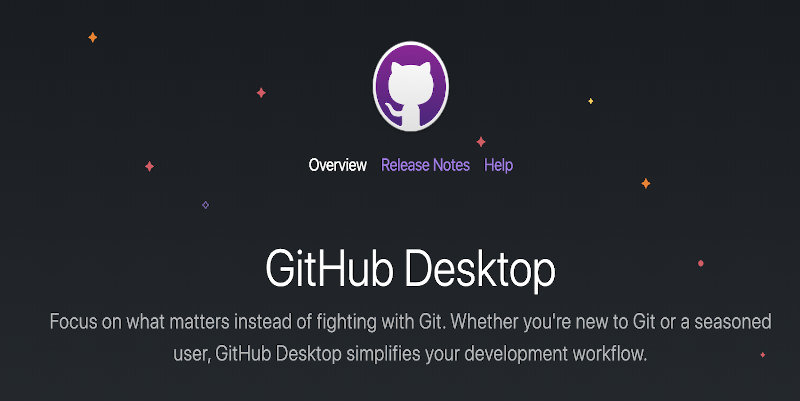 Overview Release Notes Help
GitHub Desktop
Focus on what matters instead of fighting with Git. Whether you're new to Git or a seasoned
user, GitHub Desktop simplifies your development workflow.